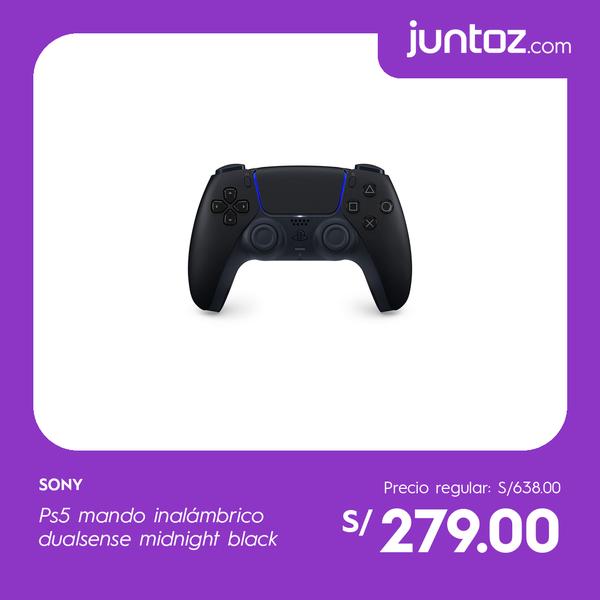 juntoz.com
SONY
Ps5 mando inalámbrico
dualsense midnight black
Precio regular: S/638.00
S/279.00